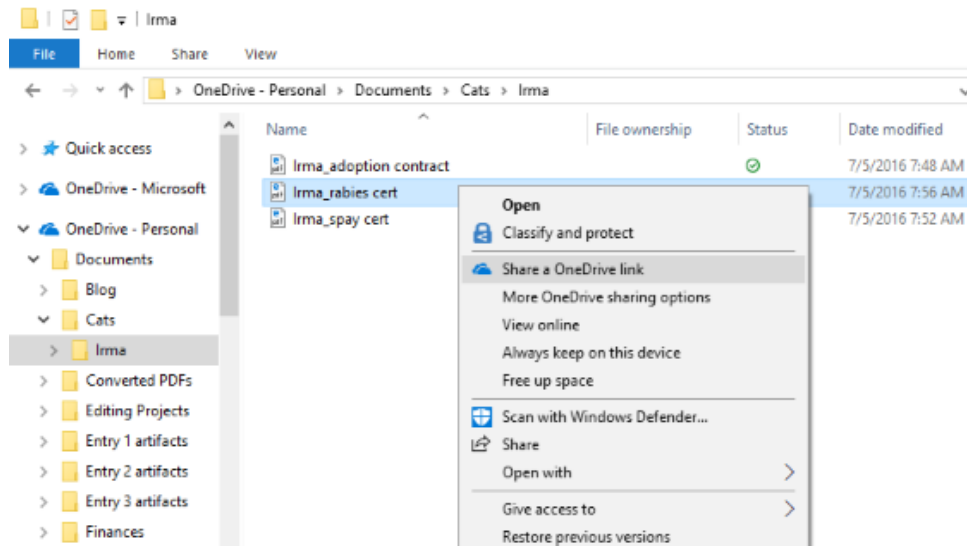 Irma
File Home Share View
OneDrive - Personal > Documents > Cats > Irma
Name File ownership Status Date modified
Quick access
Irma_adoption contract 7/5/2016 7:48 AM
OneDrive - Microsoft
Irma_rabies cert 7/5/2016 7:56 AM
Irma_spay cert 7/5/2016 7:52 AM
OneDrive - Personal
Documents
Blog
Cats
Irma
Converted PDFs
Editing Projects
Entry 1 artifacts
Entry 2 artifacts
Entry 3 artifacts
Finances
Open
Classify and protect
Share a OneDrive link
More OneDrive sharing options
View online
Always keep on this device
Free up space
Scan with Windows Defender...
Share
Open with
Give access to
Restore previous versions